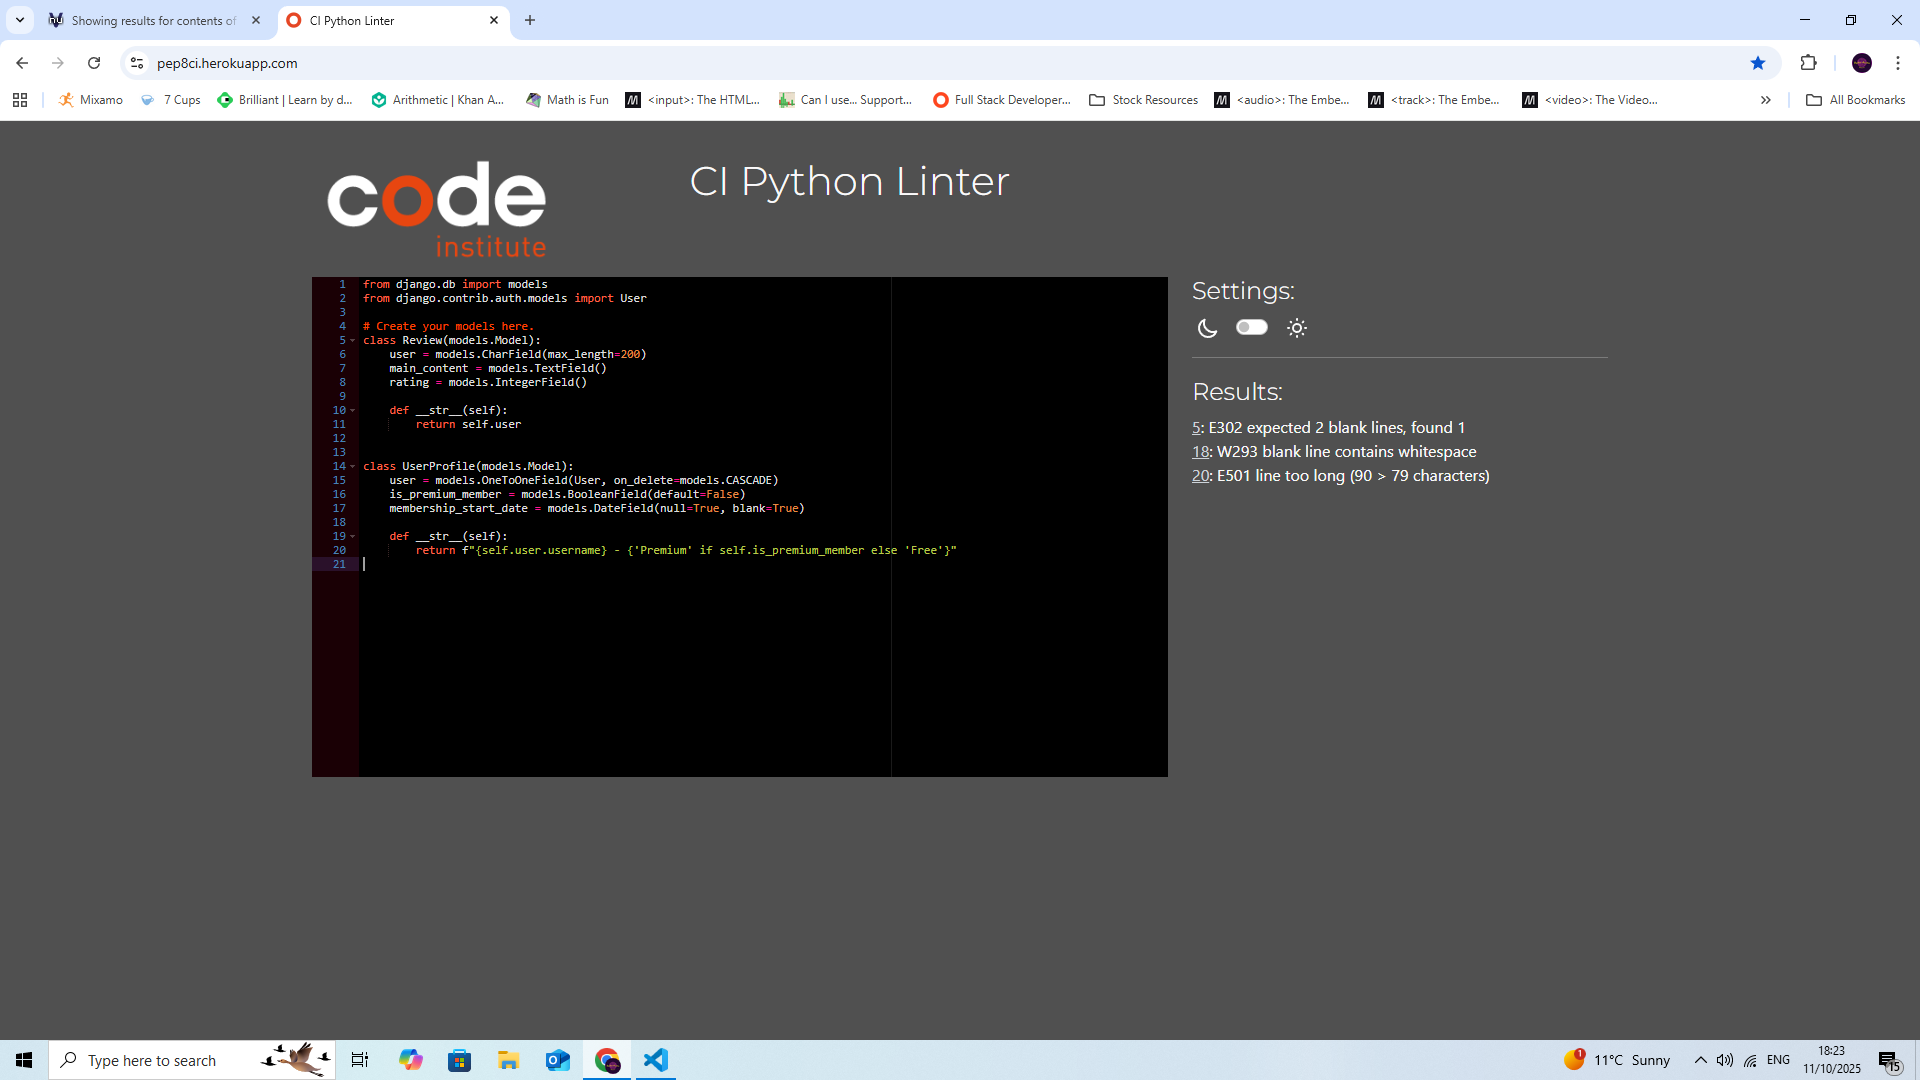 Showing results for contents of
CI Python Linter
pep8ci.herokuapp.com
Mixamo
7 Cups
Brilliant | Learn by d...
Arithmetic | Khan A...
Math is Fun
<input>: The HTML...
Can I use... Support...
Full Stack Developer...
Stock Resources
<audio>: The Embe...
<track>: The Embe...
<video>: The Video...
All Bookmarks
code
institute
CI Python Linter
1 from django.db import models
2 from django.contrib.auth.models import User
3
4 # Create your models here.
5 class Review(models.Model):
6     user = models.CharField(max_length=200)
7     main_content = models.TextField()
8     rating = models.IntegerField()
9
10     def __str__(self):
11         return self.user
12
13
14 class UserProfile(models.Model):
15     user = models.OneToOneField(User, on_delete=models.CASCADE)
16     is_premium_member = models.BooleanField(default=False)
17     membership_start_date = models.DateField(null=True, blank=True)
18
19     def __str__(self):
20         return f"{self.user.username} - {'Premium' if self.is_premium_member else 'Free'}"
21
Settings:
Results:
5: E302 expected 2 blank lines, found 1
18: W293 blank line contains whitespace
20: E501 line too long (90 > 79 characters)
Type here to search
1
11°C Sunny
ENG
18:23
11/10/2025
15